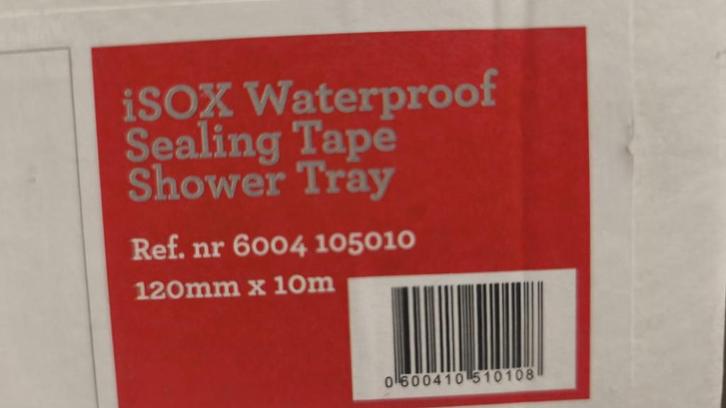 iSOX Waterproof
Sealing Tape
Shower Tray
Ref. nr 6004 105010
120mm x 10m
0 600410 510108